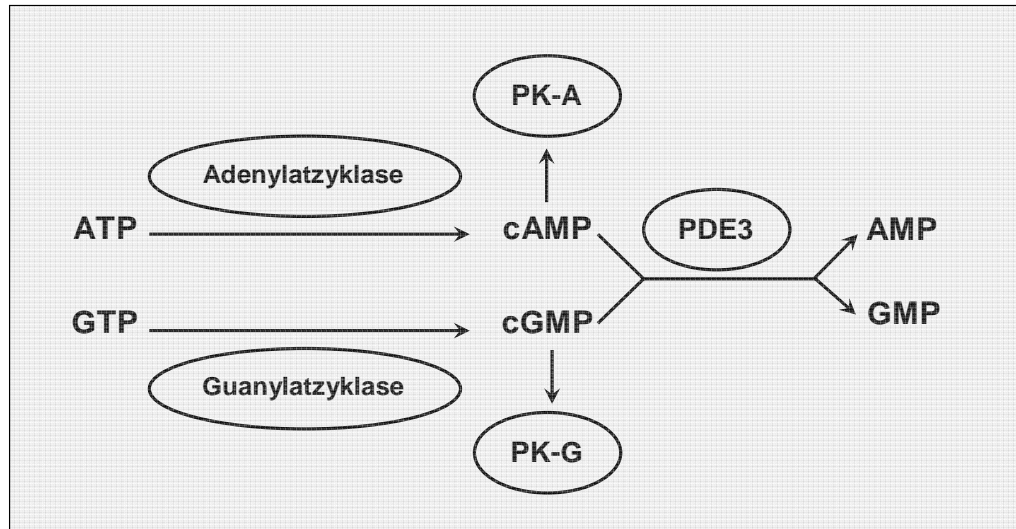 PK-A
Adenylatzyklase
ATP
cAMP
PDE3
AMP
GTP
cGMP
GMP
Guanylatzyklase
PK-G